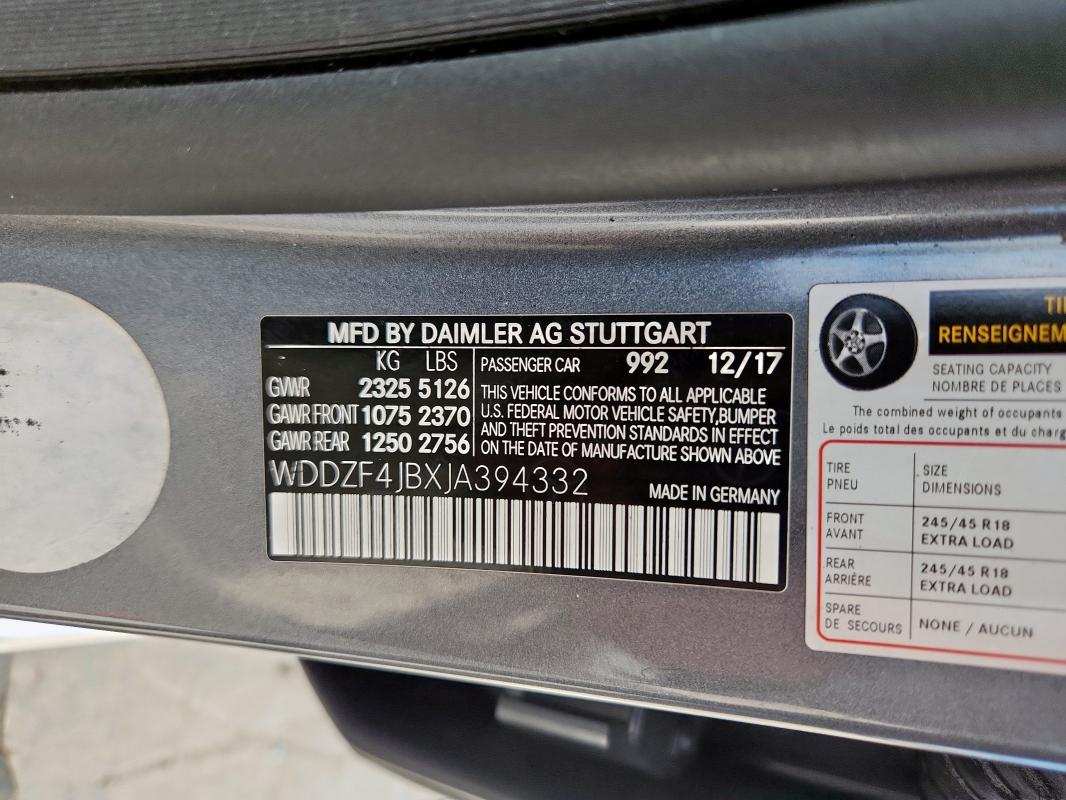 MFD BY DAIMLER AG STUTTGART
KG LBS
GVWR 2325 5126
GAWR FRONT 1075 2370
GAWR REAR 1250 2756
PASSENGER CAR 992 12/17
THIS VEHICLE CONFORMS TO ALL APPLICABLE
U.S. FEDERAL MOTOR VEHICLE SAFETY,BUMPER
AND THEFT PREVENTION STANDARDS IN EFFECT
ON THE DATE OF MANUFACTURE SHOWN ABOVE
WDDZF4JBXJA394332
MADE IN GERMANY
TI
RENSEIGNEM
SEATING CAPACITY
NOMBRE DE PLACES
The combined weight of occupants
Le poids total des occupants et du charg
TIRE SIZE
PNEU DIMENSIONS
FRONT 245/45 R18
AVANT EXTRA LOAD
REAR 245/45 R18
ARRIÈRE EXTRA LOAD
SPARE NONE / AUCUN
DE SECOURS